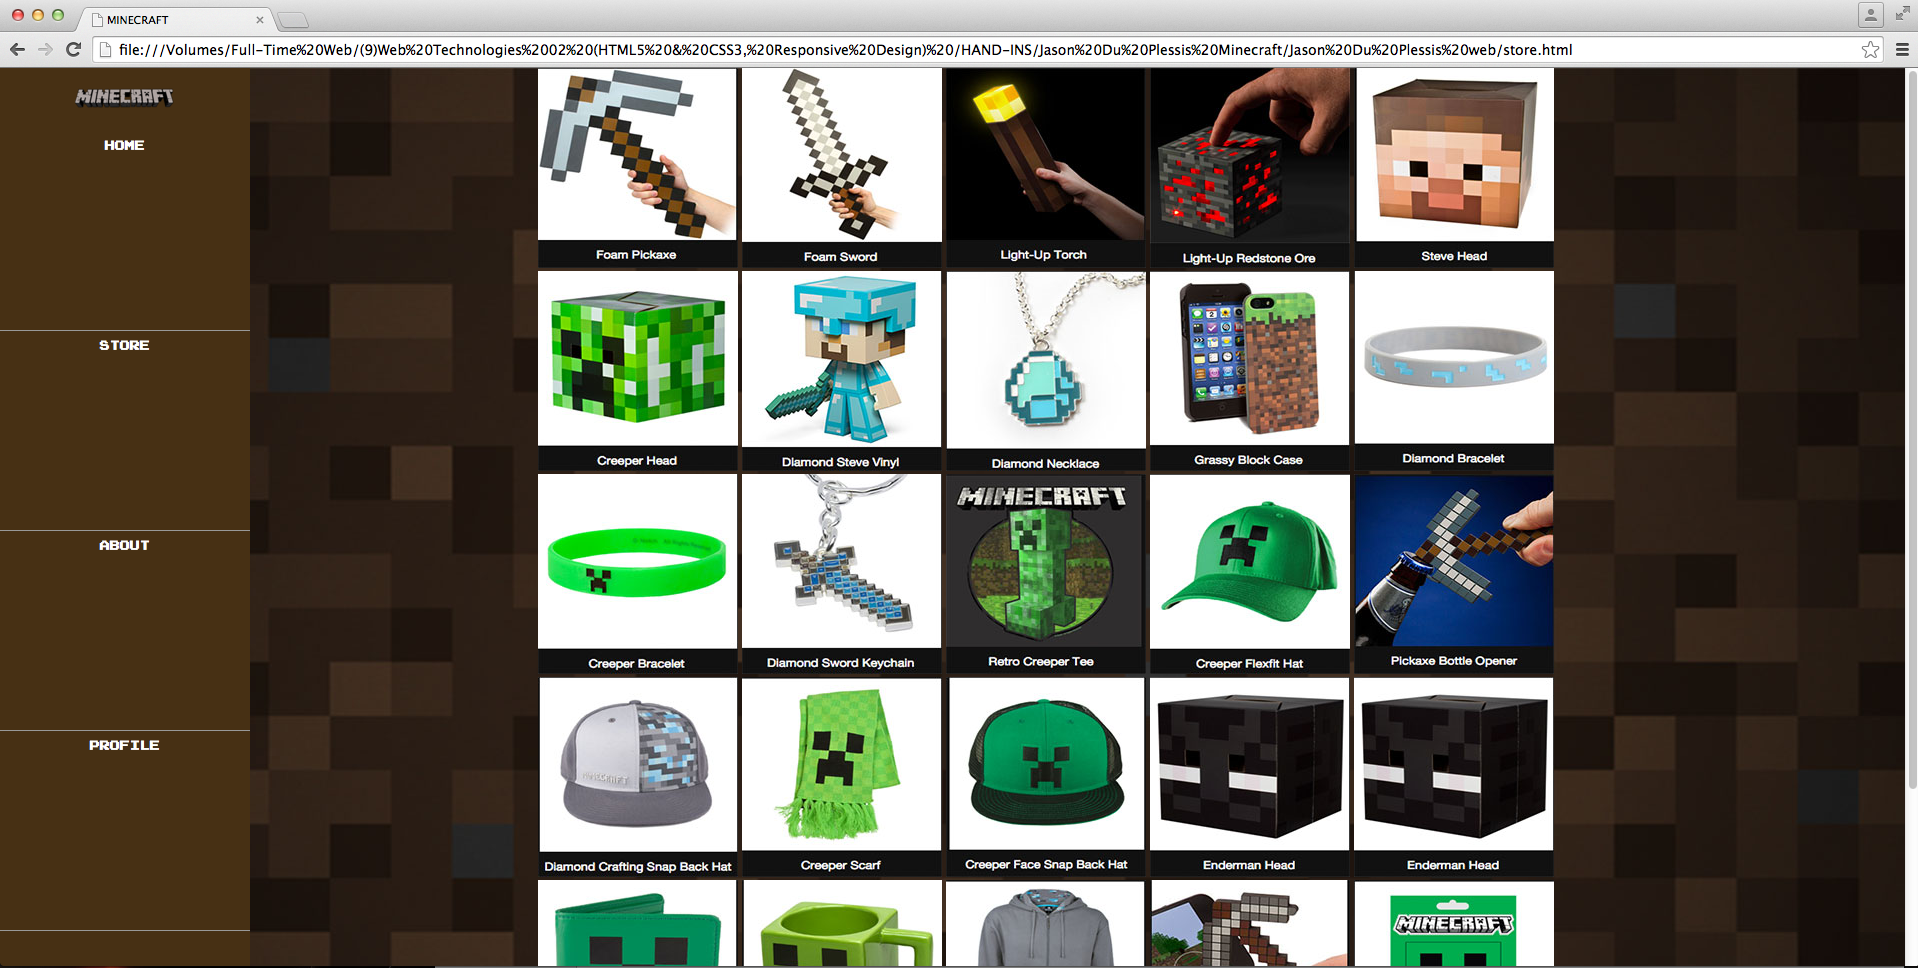 MINECRAFT
file:///Volumes/Full-Time%20Web/(9)Web%20Technologies%2002%20(HTML5%20&%20CSS3,%20Responsive%20Design)%20/HAND-INS/Jason%20Du%20Plessis%20Minecraft/Jason%20Du%20Plessis%20web/store.html
MINECRAFT
HOME
STORE
ABOUT
PROFILE
Foam Pickaxe
Foam Sword
Light-Up Torch
Light-Up Redstone Ore
Steve Head
Creeper Head
Diamond Steve Vinyl
Diamond Necklace
Grassy Block Case
Diamond Bracelet
MINECRAFT
Creeper Bracelet
Diamond Sword Keychain
Retro Creeper Tee
Creeper Flexfit Hat
Pickaxe Bottle Opener
MINECRAFT
Diamond Crafting Snap Back Hat
Creeper Scarf
Creeper Face Snap Back Hat
Enderman Head
Enderman Head
MINECRAFT